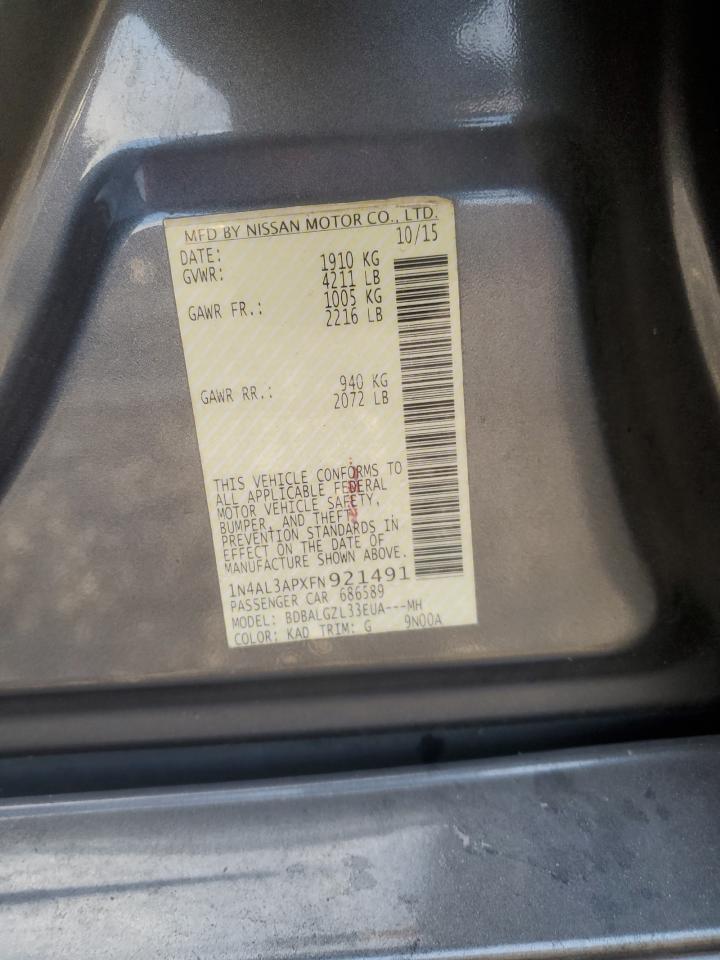 MFD BY NISSAN MOTOR CO., LTD.
DATE: 10/15
GVWR: 1910 KG
4211 LB
GAWR FR.: 1005 KG
2216 LB
GAWR RR.: 940 KG
2072 LB
THIS VEHICLE CONFORMS TO
ALL APPLICABLE FEDERAL
MOTOR VEHICLE SAFETY,
BUMPER, AND THEFT
PREVENTION STANDARDS IN
EFFECT ON THE DATE OF
MANUFACTURE SHOWN ABOVE.
1N4AL3APXFN921491
PASSENGER CAR 686589
MODEL: BDBALGZL33EUA---MH
COLOR: KAD TRIM: G 9N00A